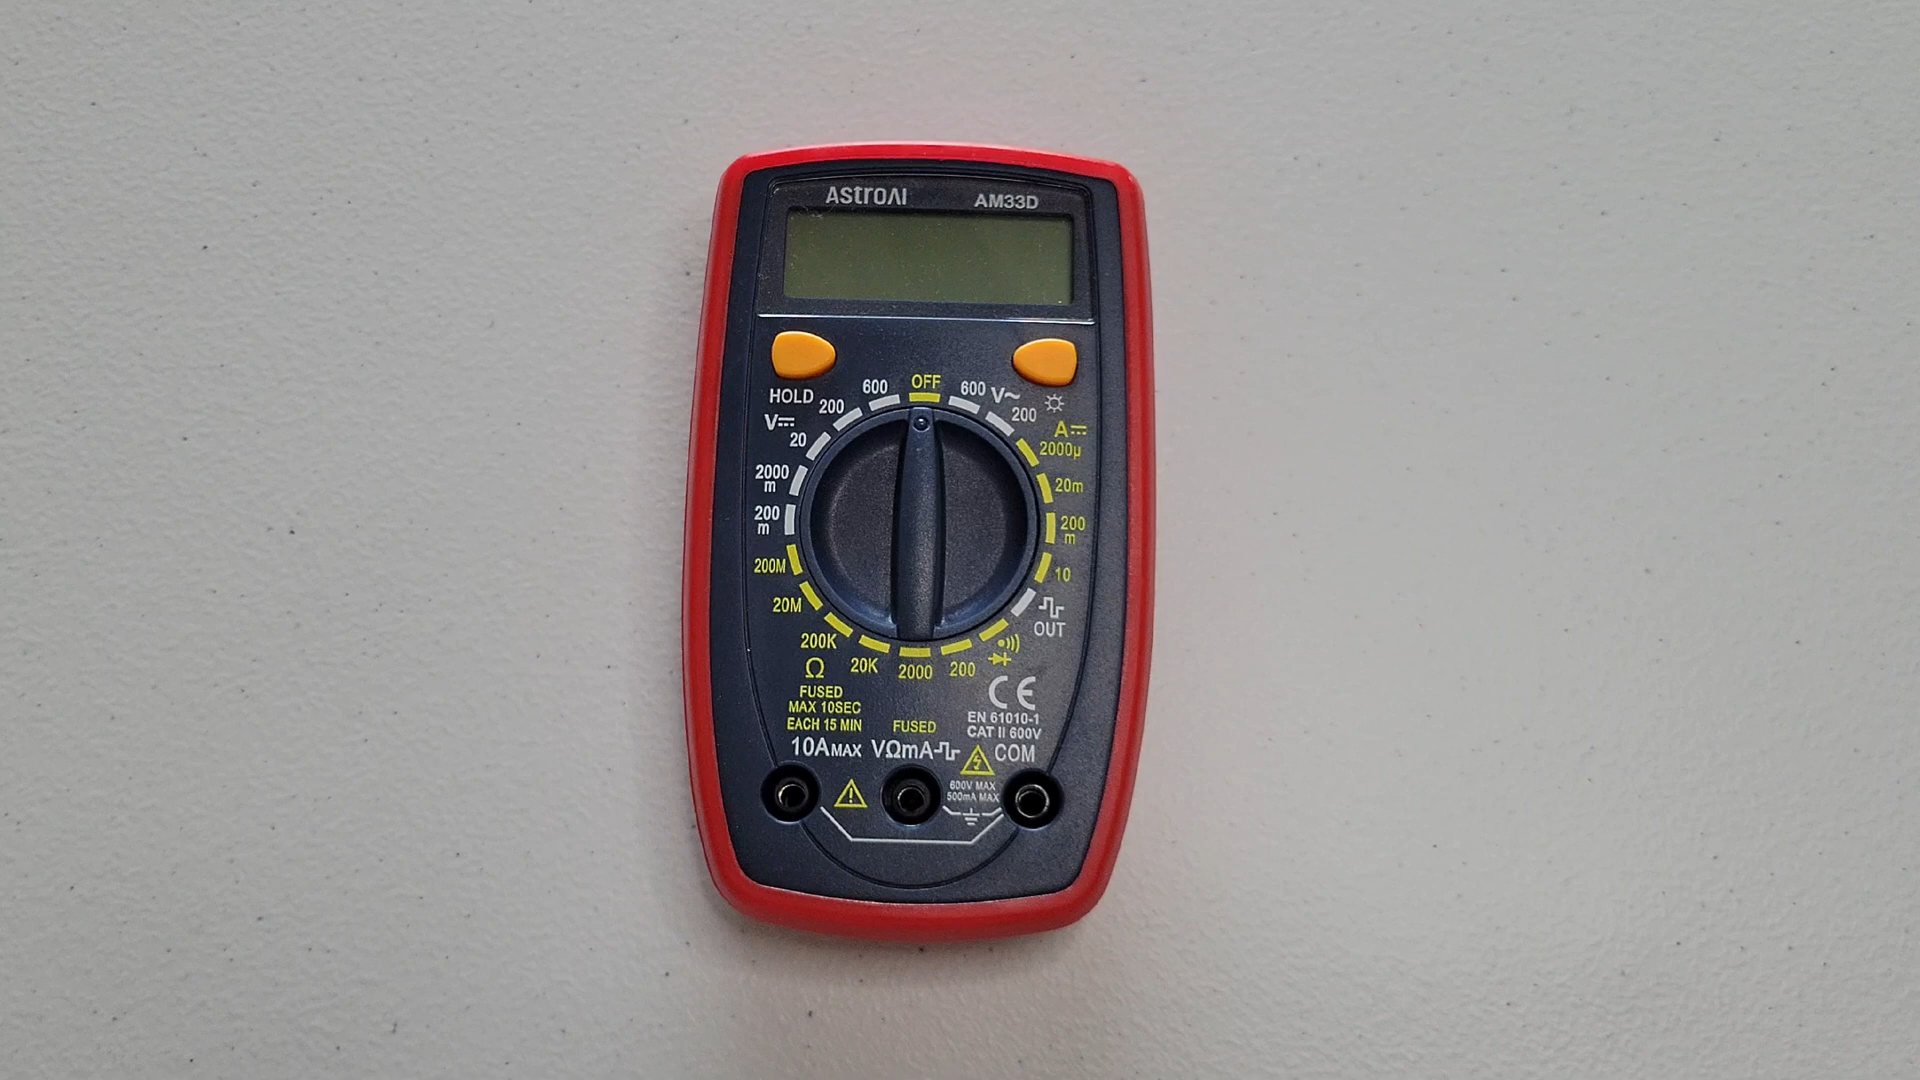 AstroAI AM33D
HOLD
600 OFF 600 V~
200 200
V⎓ A⎓
20 2000µ
2000
m
20m
200
m
200
m
200M 10
20M
OUT
200K 20K 2000 200
Ω
FUSED
MAX 10SEC
EACH 15 MIN
FUSED
CE
EN 61010-1
CAT II 600V
10A MAX VΩmA COM
600V MAX
500mA MAX